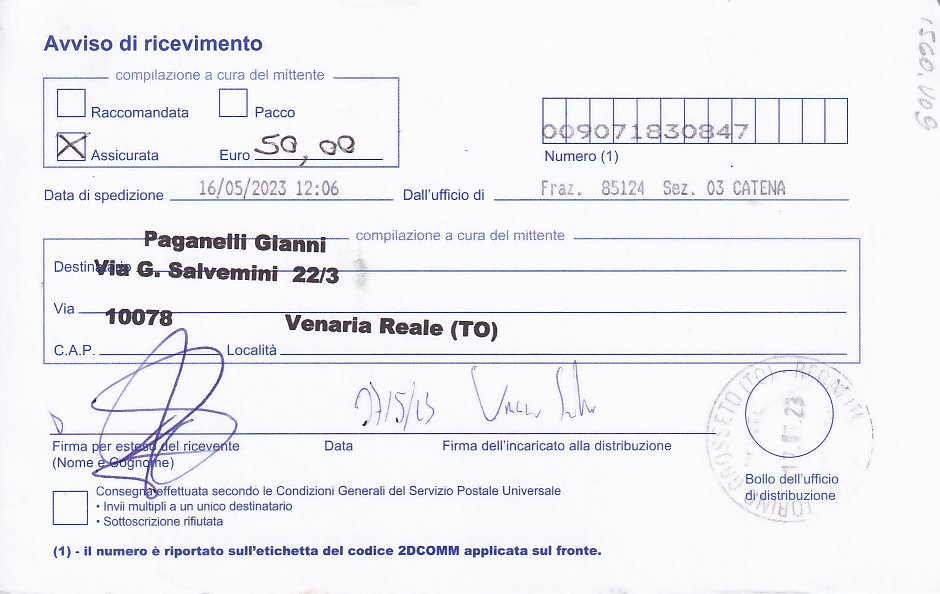 Avviso di ricevimento
compilazione a cura del mittente
Raccomandata Pacco
Assicurata Euro 50,00
009071830847
Numero (1)
Data di spedizione 16/05/2023 12:06 Dall'ufficio di Fraz. 85124 Sez. 03 CATENA
compilazione a cura del mittente
Paganelli Gianni
Destinatario Via G. Salvemini 22/3
Via
10078 Venaria Reale (TO)
C.A.P. Località
17/5/23
Firma per esteso del ricevente Data Firma dell'incaricato alla distribuzione
(Nome e Cognome)
Bollo dell'ufficio
di distribuzione
Consegna effettuata secondo le Condizioni Generali del Servizio Postale Universale
• Invii multipli a un unico destinatario
• Sottoscrizione rifiutata
(1) - il numero è riportato sull'etichetta del codice 2DCOMM applicata sul fronte.